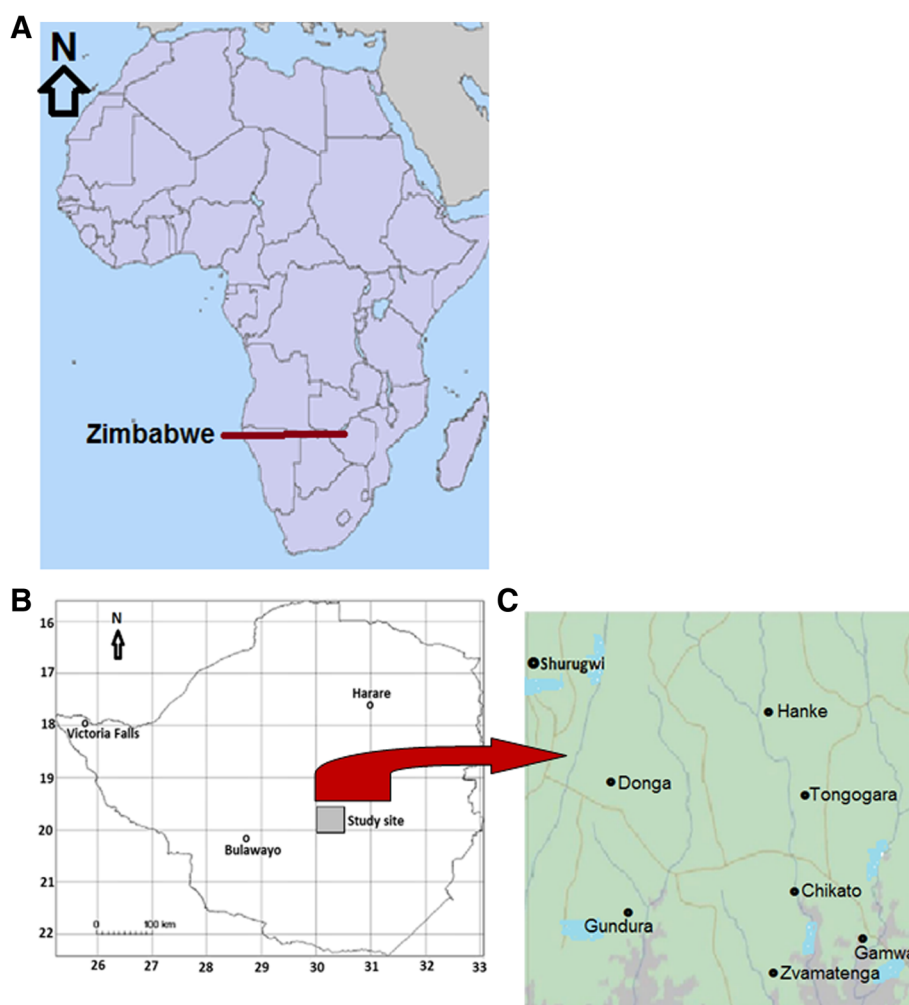 A
N
Zimbabwe
B
N
16
17
18
19
20
21
22
Harare
Victoria Falls
Study site
Bulawayo
0 100 km
26 27 28 29 30 31 32 33
C
Shurugwi
Hanke
Donga
Tongogara
Chikato
Gundura
Gamwa
Zvamatenga